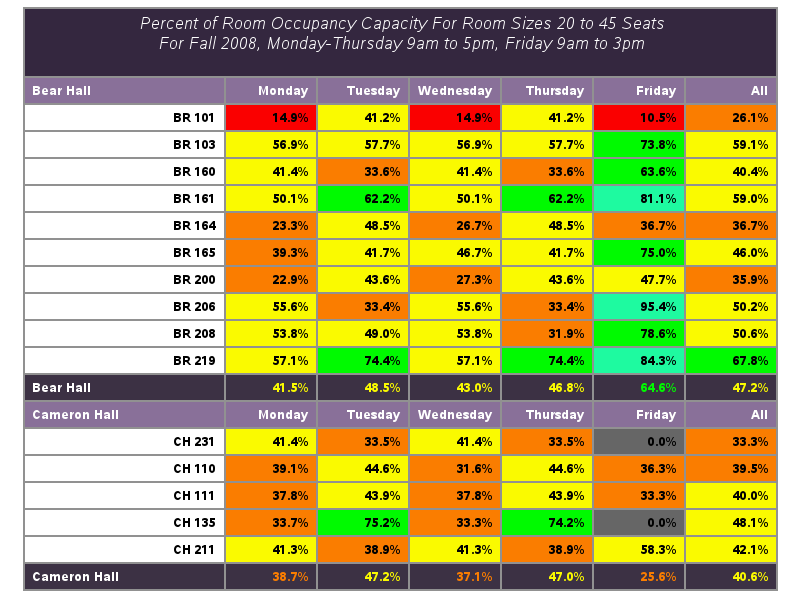 Percent of Room Occupancy Capacity For Room Sizes 20 to 45 Seats
For Fall 2008, Monday-Thursday 9am to 5pm, Friday 9am to 3pm
Bear Hall Monday Tuesday Wednesday Thursday Friday All
BR 101 14.9% 41.2% 14.9% 41.2% 10.5% 26.1%
BR 103 56.9% 57.7% 56.9% 57.7% 73.8% 59.1%
BR 160 41.4% 33.6% 41.4% 33.6% 63.6% 40.4%
BR 161 50.1% 62.2% 50.1% 62.2% 81.1% 59.0%
BR 164 23.3% 48.5% 26.7% 48.5% 36.7% 36.7%
BR 165 39.3% 41.7% 46.7% 41.7% 75.0% 46.0%
BR 200 22.9% 43.6% 27.3% 43.6% 47.7% 35.9%
BR 206 55.6% 33.4% 55.6% 33.4% 95.4% 50.2%
BR 208 53.8% 49.0% 53.8% 31.9% 78.6% 50.6%
BR 219 57.1% 74.4% 57.1% 74.4% 84.3% 67.8%
Bear Hall 41.5% 48.5% 43.0% 46.8% 64.6% 47.2%
Cameron Hall Monday Tuesday Wednesday Thursday Friday All
CH 231 41.4% 33.5% 41.4% 33.5% 0.0% 33.3%
CH 110 39.1% 44.6% 31.6% 44.6% 36.3% 39.5%
CH 111 37.8% 43.9% 37.8% 43.9% 33.3% 40.0%
CH 135 33.7% 75.2% 33.3% 74.2% 0.0% 48.1%
CH 211 41.3% 38.9% 41.3% 38.9% 58.3% 42.1%
Cameron Hall 38.7% 47.2% 37.1% 47.0% 25.6% 40.6%